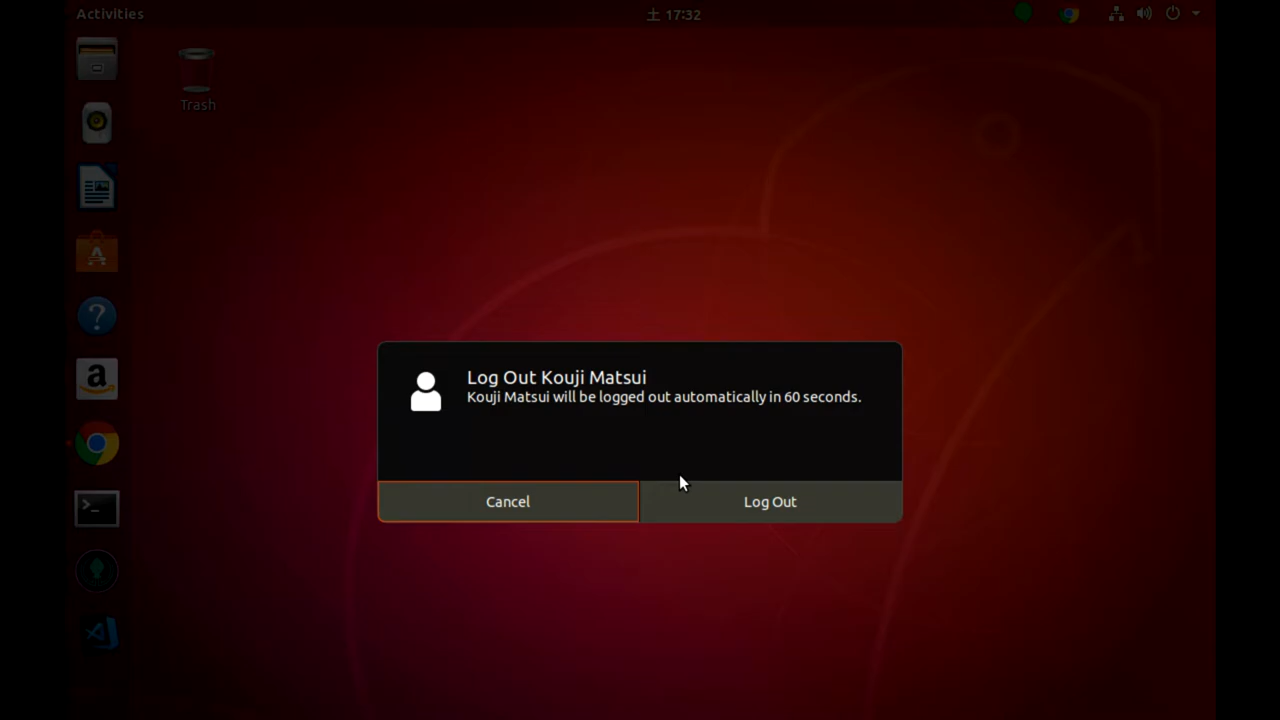 Activities
土 17:32
Trash
Log Out Kouji Matsui
Kouji Matsui will be logged out automatically in 60 seconds.
Cancel
Log Out